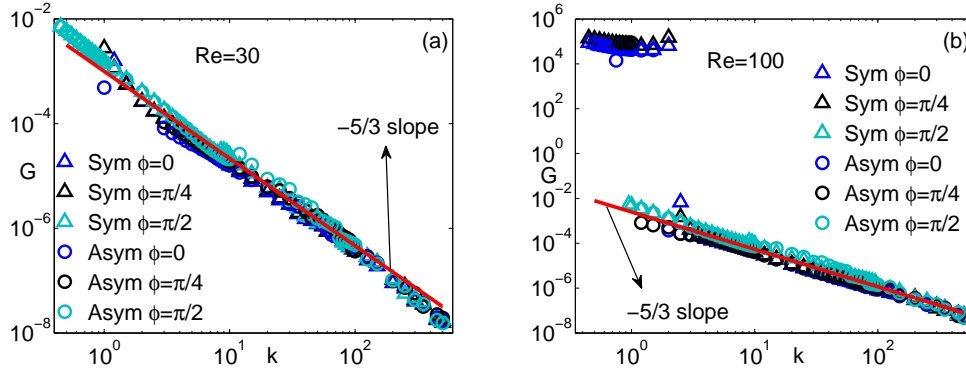 10^{-2}
10^{-4}
G
10^{-6}
10^{-8}
10^{0}
10^{1}
k
10^{2}
Re=30
(a)
−5/3 slope
Sym ϕ=0
Sym ϕ=π/4
Sym ϕ=π/2
Asym ϕ=0
Asym ϕ=π/4
Asym ϕ=π/2
10^{6}
10^{4}
10^{2}
10^{0}
G
10^{-2}
10^{-4}
10^{-6}
10^{-8}
10^{0}
10^{1}
k
10^{2}
Re=100
(b)
Sym ϕ=0
Sym ϕ=π/4
Sym ϕ=π/2
Asym ϕ=0
Asym ϕ=π/4
Asym ϕ=π/2
−5/3 slope